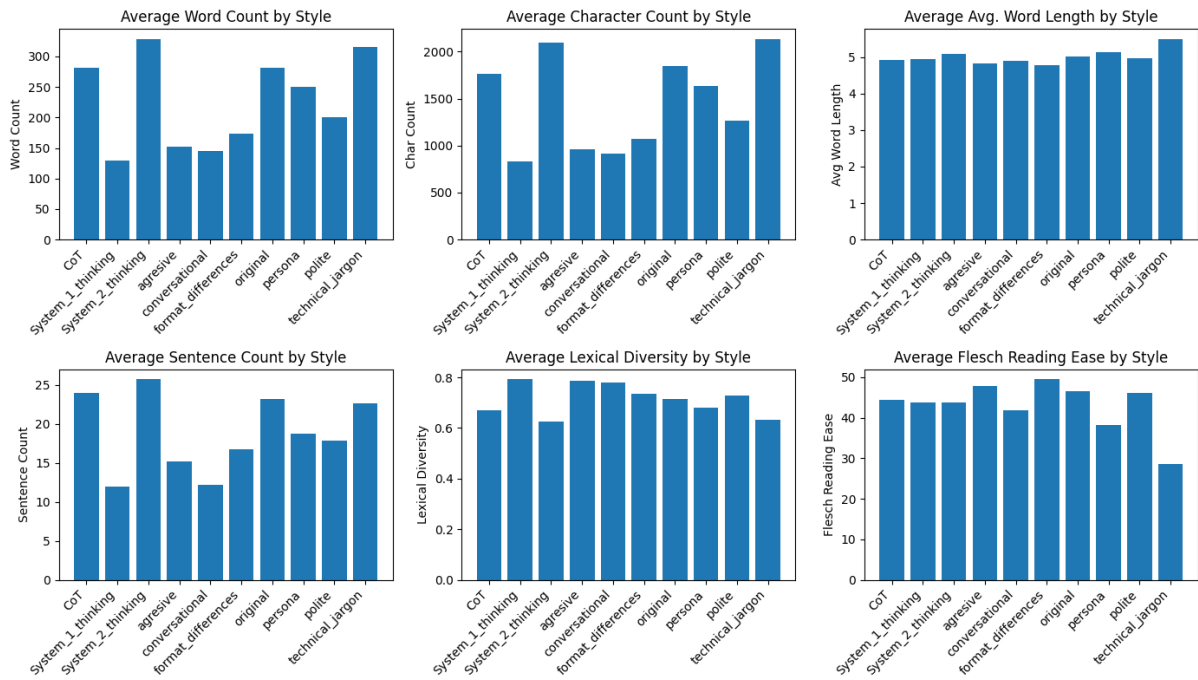 Average Word Count by Style
Word Count
300
250
200
150
100
50
0
CoT
System_1_thinking
System_2_thinking
agresive
conversational
format_differences
original
persona
polite
technical_jargon
Average Character Count by Style
Char Count
2000
1500
1000
500
0
CoT
System_1_thinking
System_2_thinking
agresive
conversational
format_differences
original
persona
polite
technical_jargon
Average Avg. Word Length by Style
Avg Word Length
5
4
3
2
1
0
CoT
System_1_thinking
System_2_thinking
agresive
conversational
format_differences
original
persona
polite
technical_jargon
Average Sentence Count by Style
Sentence Count
25
20
15
10
5
0
CoT
System_1_thinking
System_2_thinking
agresive
conversational
format_differences
original
persona
polite
technical_jargon
Average Lexical Diversity by Style
Lexical Diversity
0.8
0.6
0.4
0.2
0.0
CoT
System_1_thinking
System_2_thinking
agresive
conversational
format_differences
original
persona
polite
technical_jargon
Average Flesch Reading Ease by Style
Flesch Reading Ease
50
40
30
20
10
0
CoT
System_1_thinking
System_2_thinking
agresive
conversational
format_differences
original
persona
polite
technical_jargon